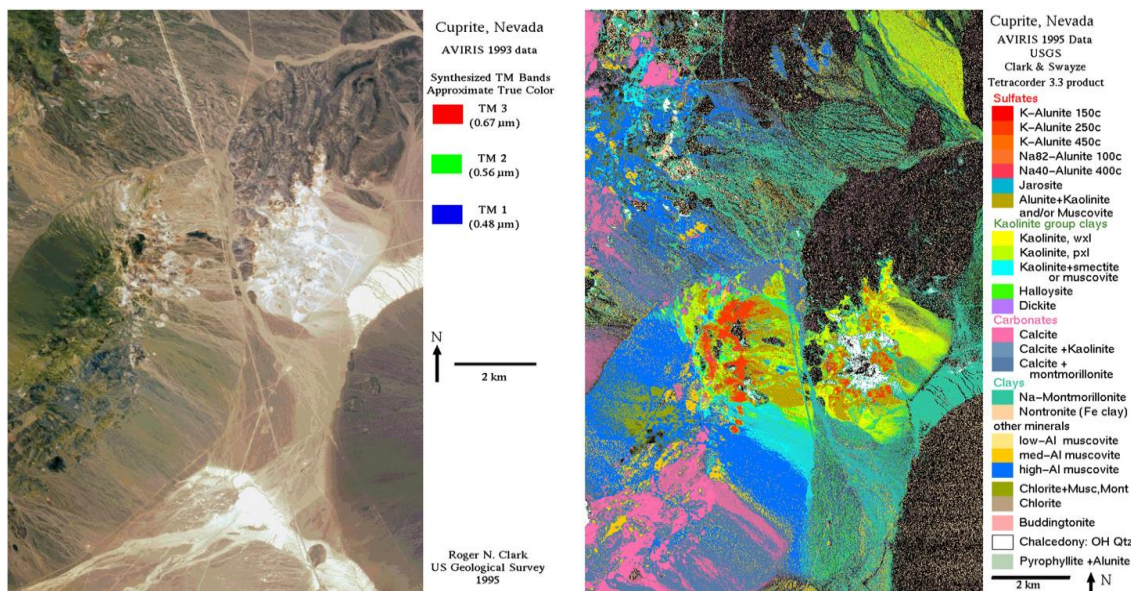 Cuprite, Nevada
AVIRIS 1993 data
Synthesized TM Bands
Approximate True Color
TM 3
(0.67 µm)
TM 2
(0.56 µm)
TM 1
(0.48 µm)
N
2 km
Roger N. Clark
US Geological Survey
1995
Cuprite, Nevada
AVIRIS 1995 Data
USGS
Clark & Swayze
Tetracorder 3.3 product
Sulfates
K-Alunite 150c
K-Alunite 250c
K-Alunite 450c
Na82-Alunite 100c
Na40-Alunite 400c
Jarosite
Alunite+Kaolinite
and/or Muscovite
Kaolinite group clays
Kaolinite, wxl
Kaolinite, pxl
Kaolinite+smectite
or muscovite
Halloysite
Dickite
Carbonates
Calcite
Calcite +Kaolinite
Calcite +
montmorillonite
Clays
Na-Montmorillonite
Nontronite (Fe clay)
other minerals
low-Al muscovite
med-Al muscovite
high-Al muscovite
Chlorite+Musc,Mont
Chlorite
Buddingtonite
Chalcedony: OH Qtz
Pyrophyllite +Alunite
2 km
N